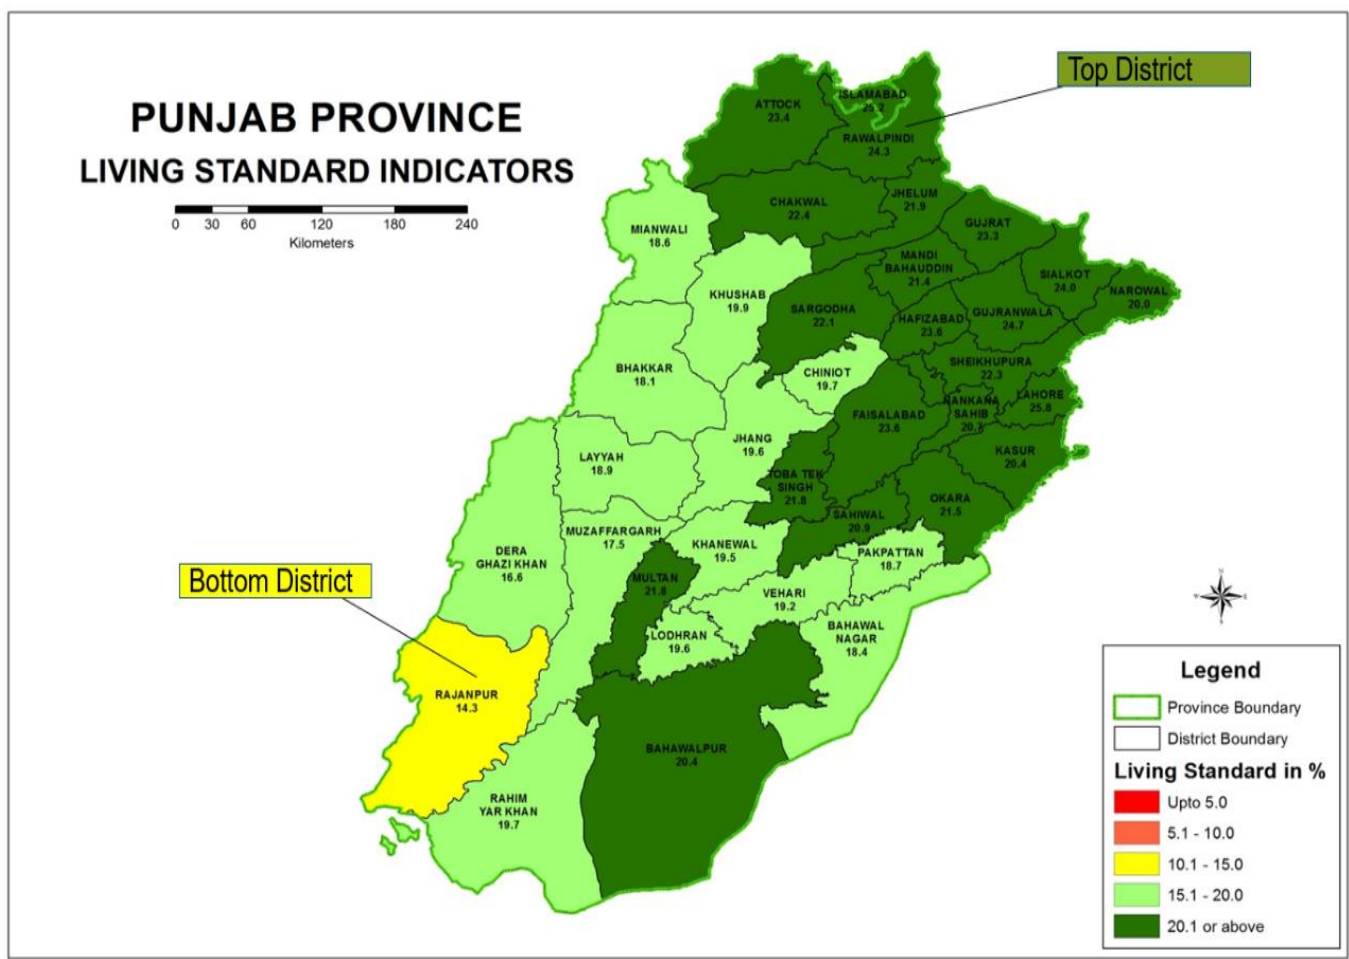 PUNJAB PROVINCE
LIVING STANDARD INDICATORS
0 30 60 120 180 240
Kilometers
Top District
Bottom District
ISLAMABAD
25.2
ATTOCK
23.4
RAWALPINDI
24.3
CHAKWAL
22.4
JHELUM
21.9
GUJRAT
23.3
MIANWALI
18.6
MANDI
BAHAUDDIN
21.4
SIALKOT
24.0
NAROWAL
20.0
KHUSHAB
19.9
SARGODHA
22.1
HAFIZABAD
23.6
GUJRANWALA
24.7
BHAKKAR
18.1
CHINIOT
19.7
SHEIKHUPURA
22.3
NANKANA
SAHIB
LAHORE
25.8
FAISALABAD
23.6
JHANG
19.6
KASUR
20.4
LAYYAH
18.9
TOBA TEK
SINGH
21.8
OKARA
21.5
SAHIWAL
20.9
MUZAFFARGARH
17.5
KHANEWAL
19.5
PAKPATTAN
18.7
DERA
GHAZI KHAN
16.6
MULTAN
21.8
VEHARI
19.2
LODHRAN
19.6
BAHAWAL
NAGAR
18.4
RAJANPUR
14.3
BAHAWALPUR
20.4
RAHIM
YAR KHAN
19.7
Legend
Province Boundary
District Boundary
Living Standard in %
Upto 5.0
5.1 - 10.0
10.1 - 15.0
15.1 - 20.0
20.1 or above